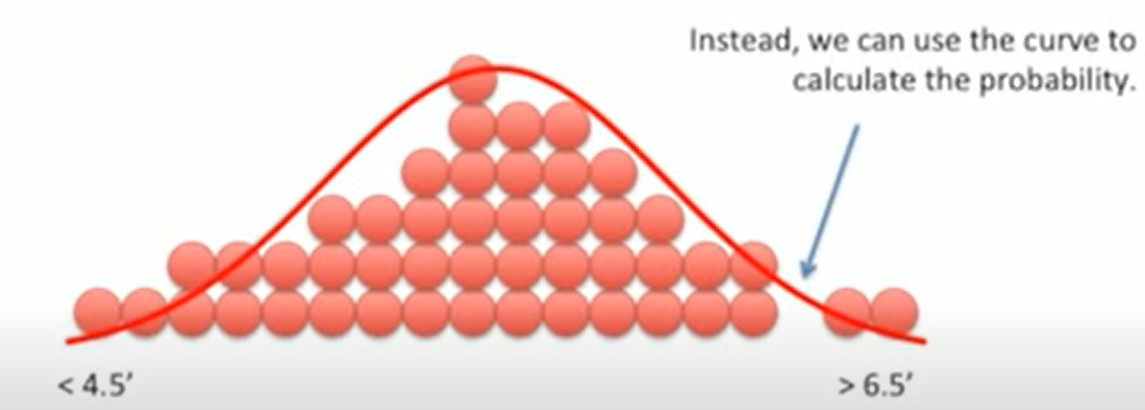 Instead, we can use the curve to
calculate the probability.
< 4.5′
> 6.5′